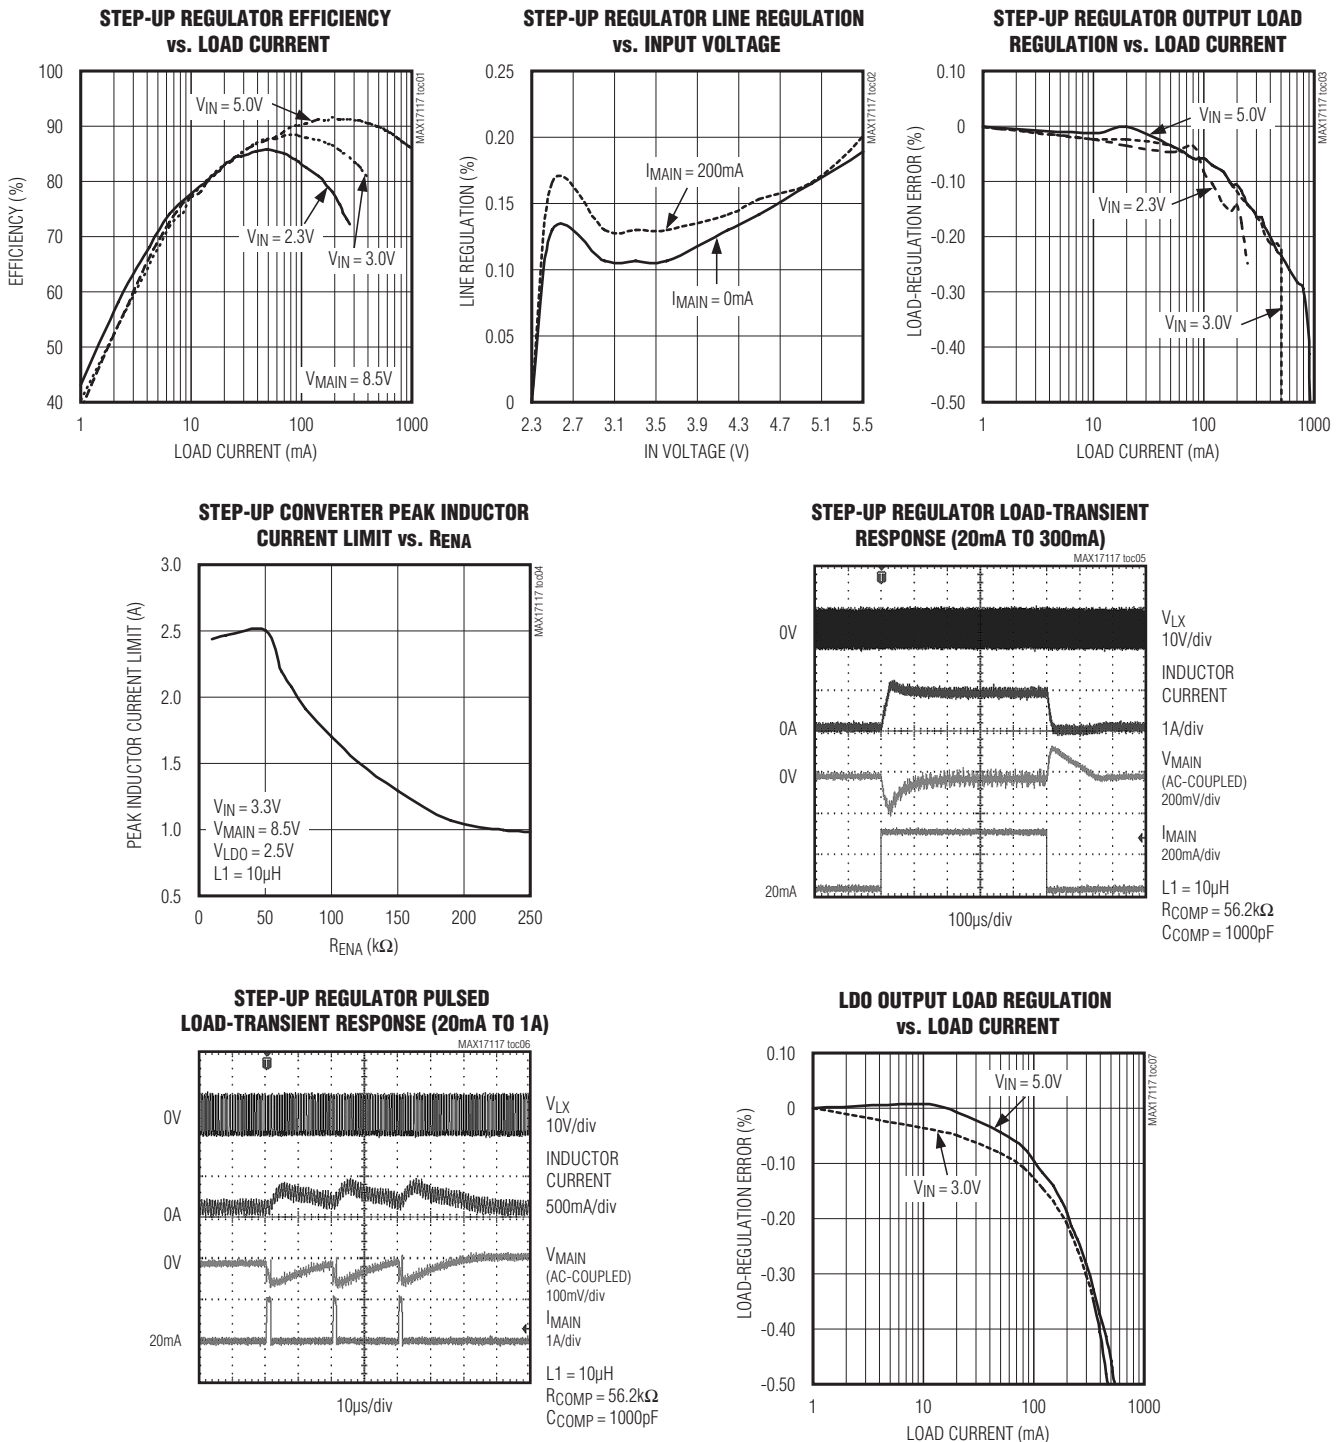 STEP-UP REGULATOR EFFICIENCY
vs. LOAD CURRENT
MAX17117 toc01
EFFICIENCY (%)
100
90
80
70
60
50
40
VIN = 5.0V
VIN = 2.3V
VIN = 3.0V
VMAIN = 8.5V
1
10
100
1000
LOAD CURRENT (mA)
STEP-UP REGULATOR LINE REGULATION
vs. INPUT VOLTAGE
MAX17117 toc02
LINE REGULATION (%)
0.25
0.20
0.15
0.10
0.05
0
IMAIN = 200mA
IMAIN = 0mA
2.3
2.7
3.1
3.5
3.9
4.3
4.7
5.1
5.5
IN VOLTAGE (V)
STEP-UP REGULATOR OUTPUT LOAD
REGULATION vs. LOAD CURRENT
MAX17117 toc03
LOAD-REGULATION ERROR (%)
0.10
0
-0.10
-0.20
-0.30
-0.40
-0.50
VIN = 5.0V
VIN = 2.3V
VIN = 3.0V
1
10
100
1000
LOAD CURRENT (mA)
STEP-UP CONVERTER PEAK INDUCTOR
CURRENT LIMIT vs. RENA
MAX17117 toc04
PEAK INDUCTOR CURRENT LIMIT (A)
3.0
2.5
2.0
1.5
1.0
0.5
VIN = 3.3V
VMAIN = 8.5V
VLDO = 2.5V
L1 = 10µH
0
50
100
150
200
250
RENA (kΩ)
STEP-UP REGULATOR LOAD-TRANSIENT
RESPONSE (20mA TO 300mA)
MAX17117 toc05
0V
0A
0V
20mA
VLX
10V/div
INDUCTOR
CURRENT
1A/div
VMAIN
(AC-COUPLED)
200mV/div
IMAIN
200mA/div
L1 = 10µH
RCOMP = 56.2kΩ
CCOMP = 1000pF
100µs/div
STEP-UP REGULATOR PULSED
LOAD-TRANSIENT RESPONSE (20mA TO 1A)
MAX17117 toc06
0V
0A
0V
20mA
VLX
10V/div
INDUCTOR
CURRENT
500mA/div
VMAIN
(AC-COUPLED)
100mV/div
IMAIN
1A/div
L1 = 10µH
RCOMP = 56.2kΩ
CCOMP = 1000pF
10µs/div
LDO OUTPUT LOAD REGULATION
vs. LOAD CURRENT
MAX17117 toc07
LOAD-REGULATION ERROR (%)
0.10
0
-0.10
-0.20
-0.30
-0.40
-0.50
VIN = 5.0V
VIN = 3.0V
1
10
100
1000
LOAD CURRENT (mA)